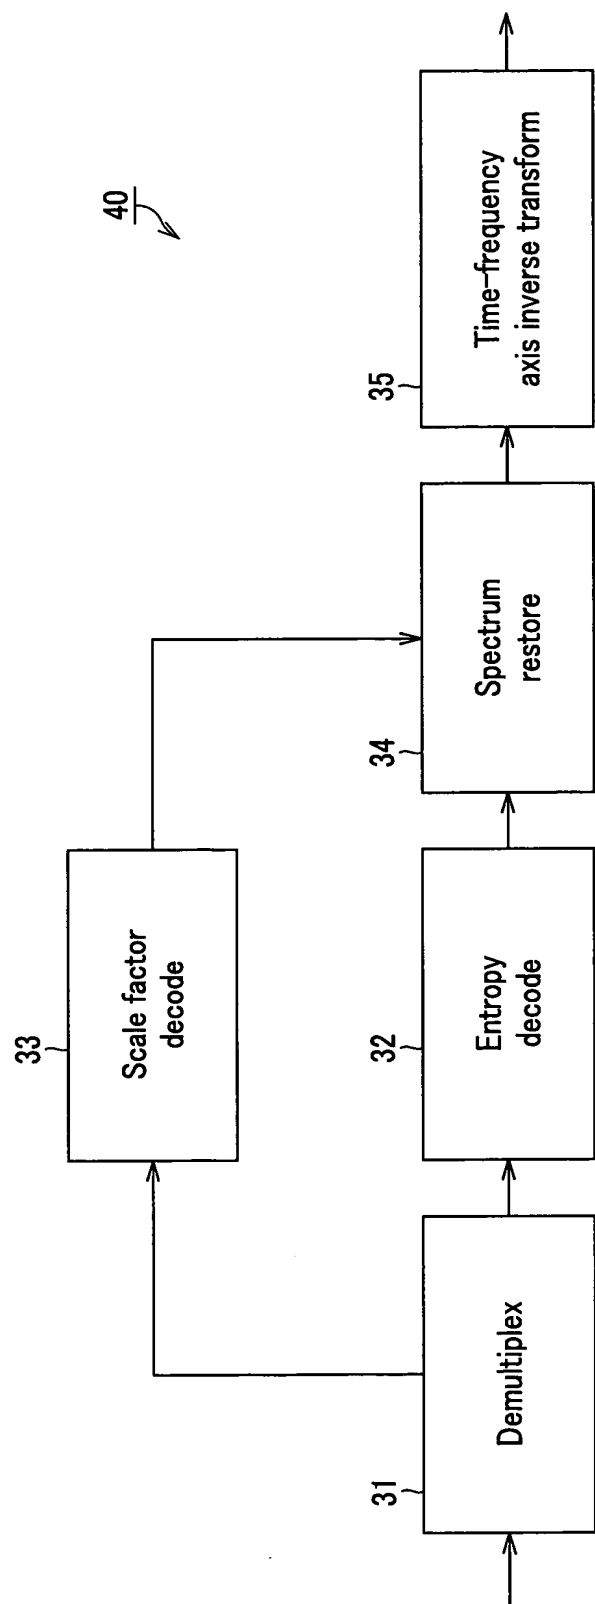 40
33
Scale factor
decode
31
Demultiplex
32
Entropy
decode
34
Spectrum
restore
35
Time-frequency
axis inverse transform